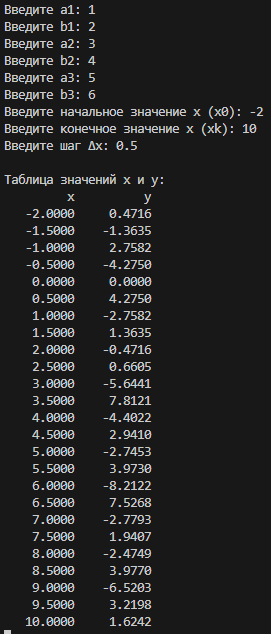 Введите a1: 1
Введите b1: 2
Введите a2: 3
Введите b2: 4
Введите a3: 5
Введите b3: 6
Введите начальное значение x (x0): -2
Введите конечное значение x (xk): 10
Введите шаг Δx: 0.5
Таблица значений x и y:
x y
-2.0000 0.4716
-1.5000 -1.3635
-1.0000 2.7582
-0.5000 -4.2750
0.0000 0.0000
0.5000 4.2750
1.0000 -2.7582
1.5000 1.3635
2.0000 -0.4716
2.5000 0.6605
3.0000 -5.6441
3.5000 7.8121
4.0000 -4.4022
4.5000 2.9410
5.0000 -2.7453
5.5000 3.9730
6.0000 -8.2122
6.5000 7.5268
7.0000 -2.7793
7.5000 1.9407
8.0000 -2.4749
8.5000 3.9770
9.0000 -6.5203
9.5000 3.2198
10.0000 1.6242